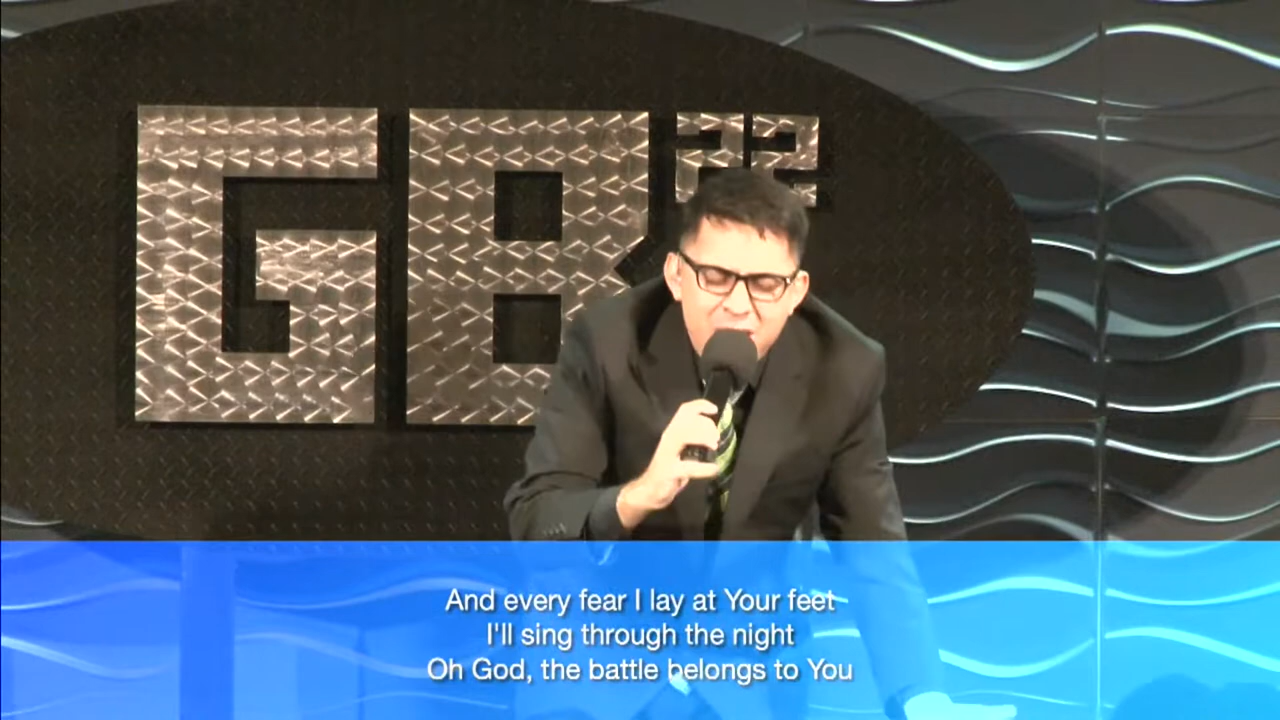 GB22
And every fear I lay at Your feet
I'll sing through the night
Oh God, the battle belongs to You